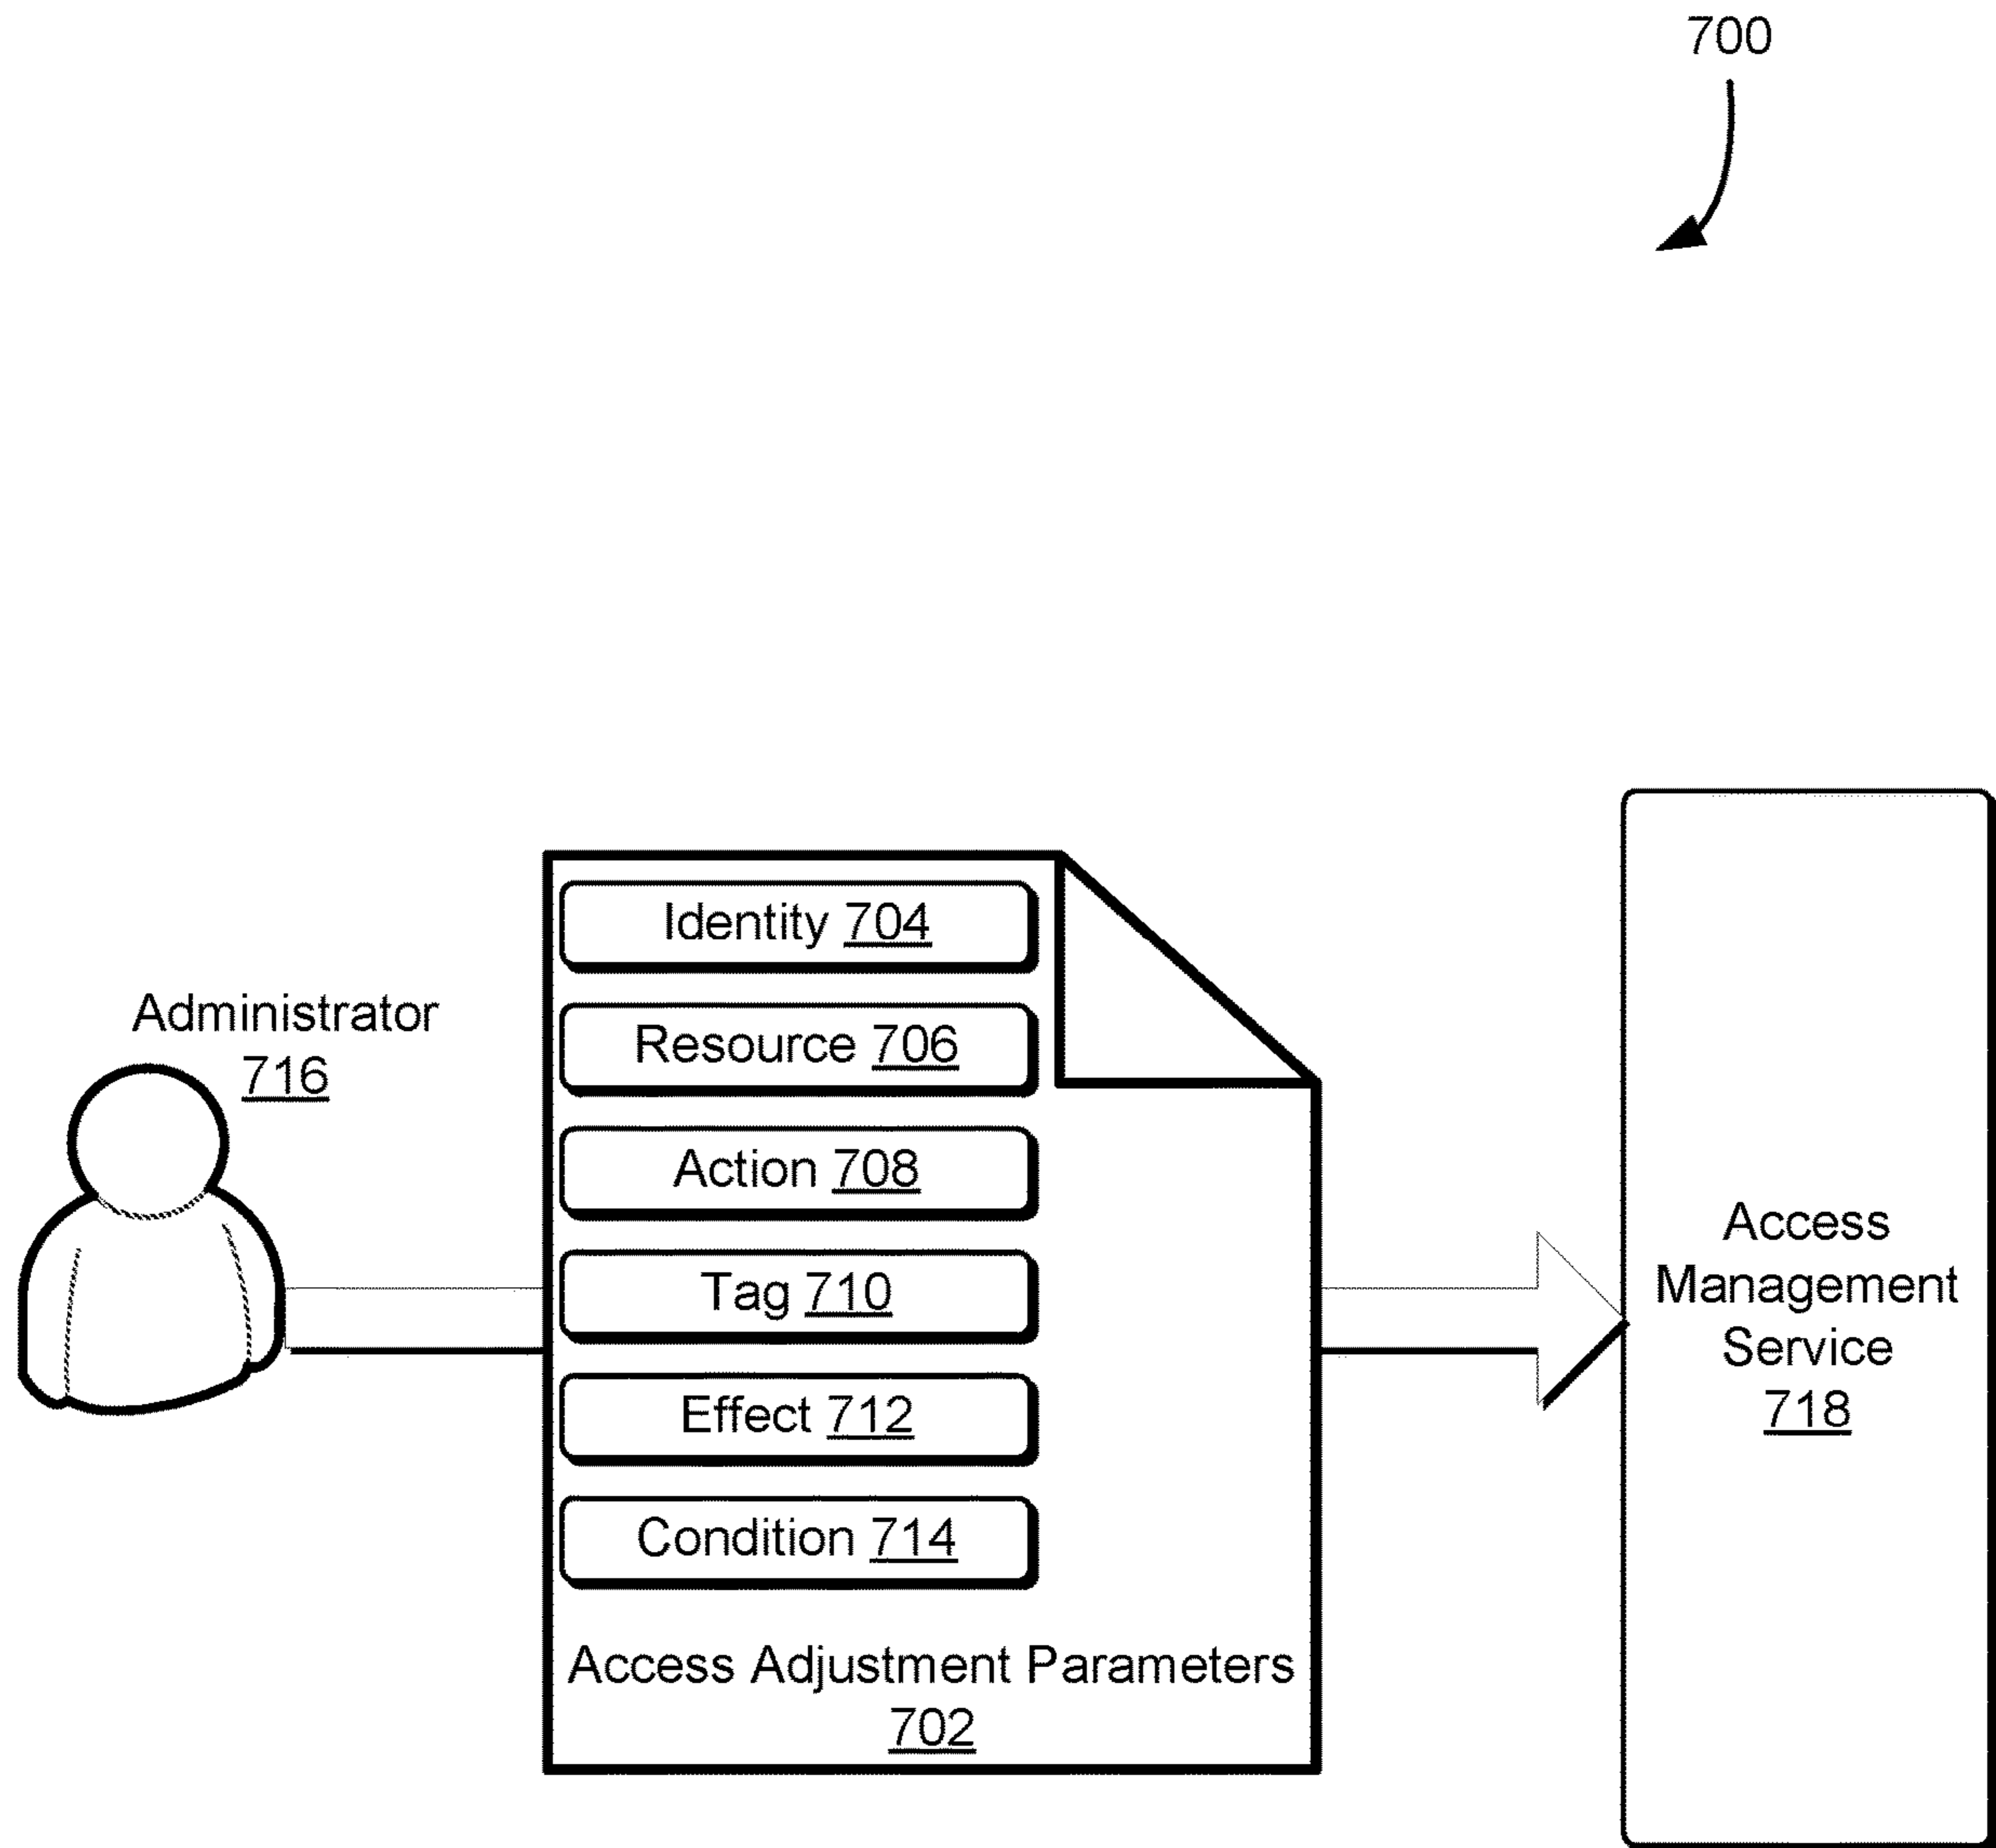 700
Administrator
716
Identity 704
Resource 706
Action 708
Tag 710
Effect 712
Condition 714
Access Adjustment Parameters
702
Access
Management
Service
718